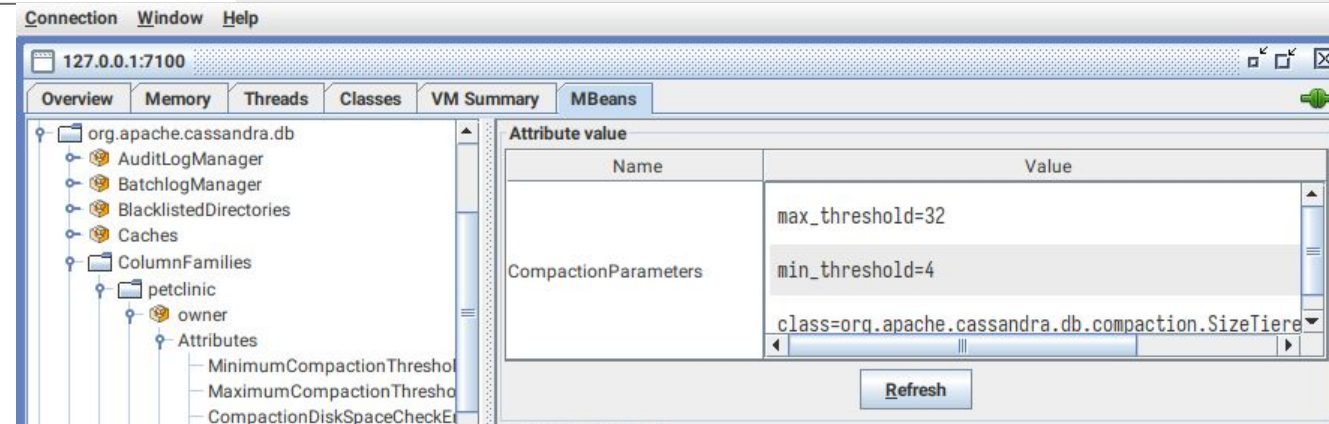 Connection Window Help
127.0.0.1:7100
Overview Memory Threads Classes VM Summary MBeans
org.apache.cassandra.db
AuditLogManager
BatchlogManager
BlacklistedDirectories
Caches
ColumnFamilies
petclinic
owner
Attributes
MinimumCompactionThreshol
MaximumCompactionThresho
CompactionDiskSpaceCheckE
Attribute value
Name Value
CompactionParameters
max_threshold=32
min_threshold=4
class=org.apache.cassandra.db.compaction.SizeTiere
Refresh